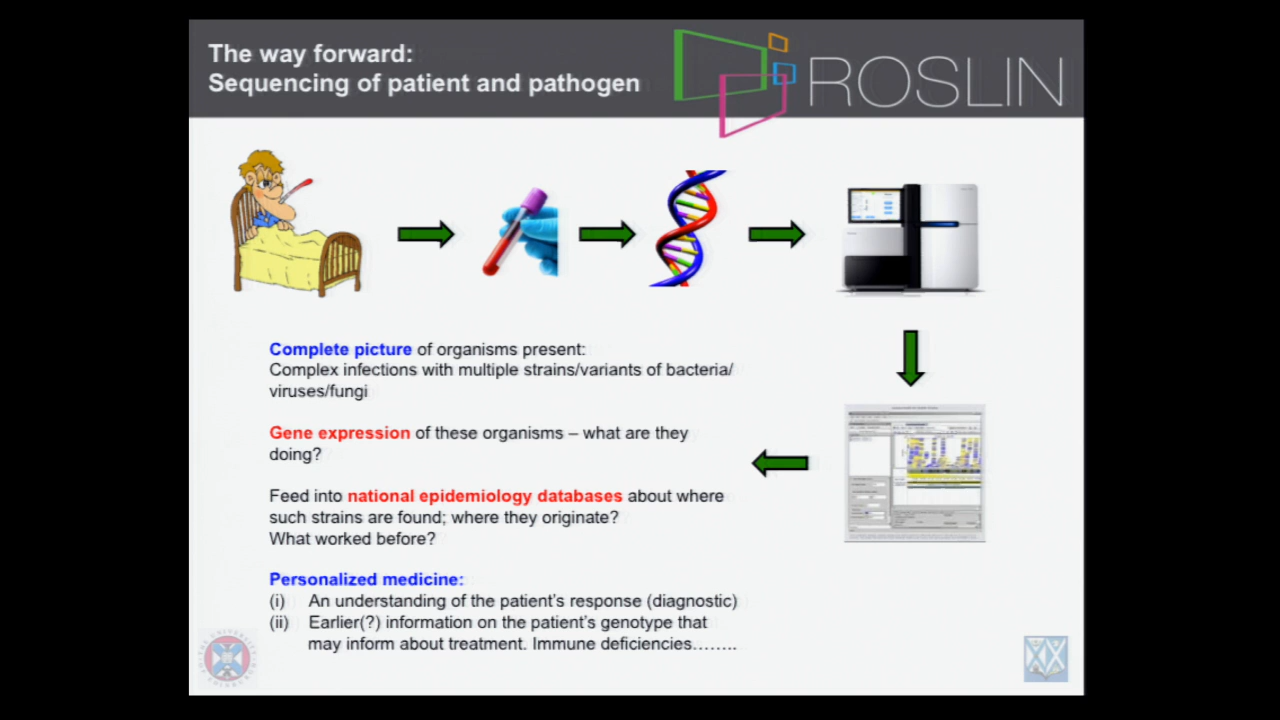 The way forward:
Sequencing of patient and pathogen
ROSLIN
Complete picture of organisms present:
Complex infections with multiple strains/variants of bacteria/
viruses/fungi
Gene expression of these organisms – what are they
doing?
Feed into national epidemiology databases about where
such strains are found; where they originate?
What worked before?
Personalized medicine:
(i) An understanding of the patient's response (diagnostic)
(ii) Earlier(?) information on the patient's genotype that
may inform about treatment. Immune deficiencies........